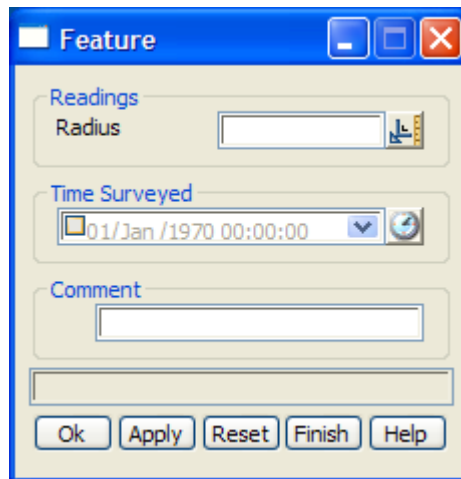 Feature
Readings
Radius
Time Surveyed
01/Jan /1970 00:00:00
Comment
Ok Apply Reset Finish Help